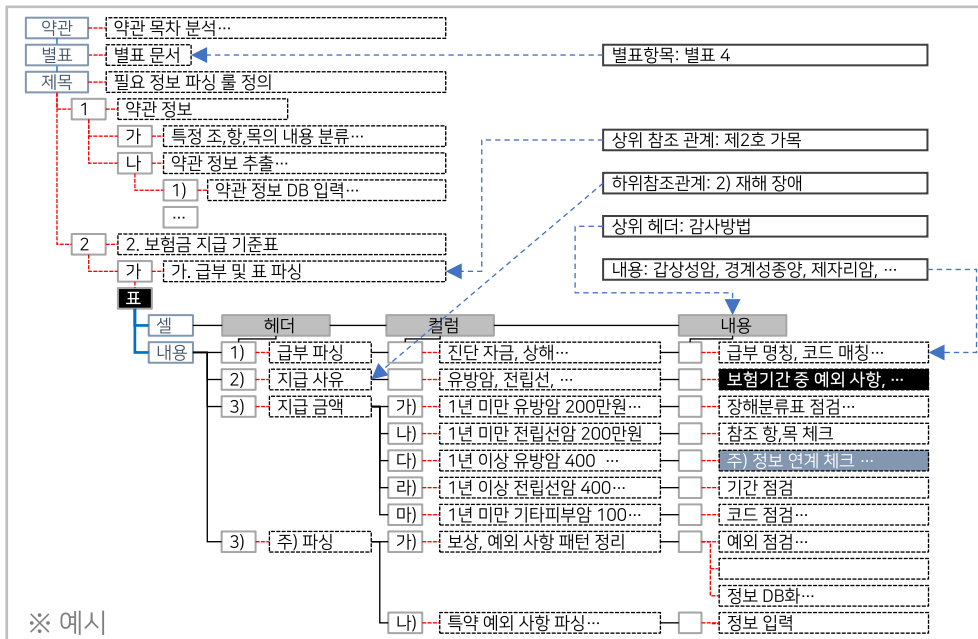 약관 약관 목차 분석…
별표 별표 문서 별표항목: 별표 4
제목 필요 정보 파싱 룰 정의
1 약관 정보
가 특정 조,항,목의 내용 분류… 상위 참조 관계: 제2호 가목
나 약관 정보 추출…
1) 약관 정보 DB 입력… 하위참조관계: 2) 재해 장애
…
상위 헤더: 감사방법
2 2. 보험금 지급 기준표
가 가. 급부 및 표 파싱 내용: 갑상성암, 경계성종양, 제자리암, …
표
셀 헤더 컬럼 내용
내용 1) 급부 파싱 진단 자금, 상해… 급부 명칭, 코드 매칭…
2) 지급 사유 유방암, 전립선, … 보험기간 중 예외 사항, …
3) 지급 금액 가) 1년 미만 유방암 200만원… 장해분류표 점검…
나) 1년 미만 전립선암 200만원 참조 항,목 체크
다) 1년 이상 유방암 400 … 주) 정보 연계 체크 …
라) 1년 이상 전립선암 400… 기간 점검
마) 1년 미만 기타피부암 100… 코드 점검…
3) 주) 파싱 가) 보상, 예외 사항 패턴 정리 예외 점검…
정보 DB화…
나) 특약 예외 사항 파싱… 정보 입력
※ 예시